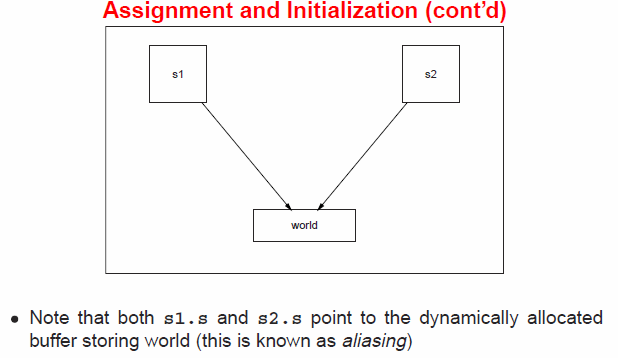 Assignment and Initialization (cont’d)
s1
s2
world
• Note that both s1.s and s2.s point to the dynamically allocated
buffer storing world (this is known as aliasing)